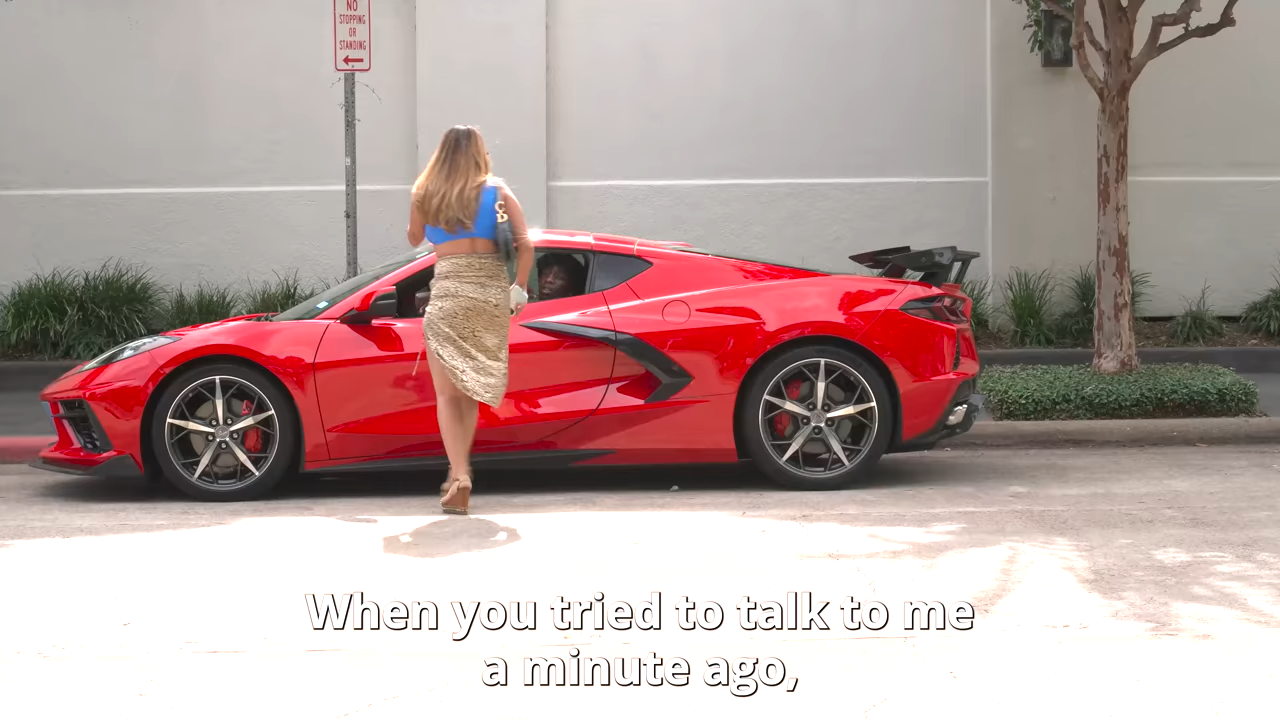 NO
STOPPING
OR
STANDING
When you tried to talk to me
a minute ago,